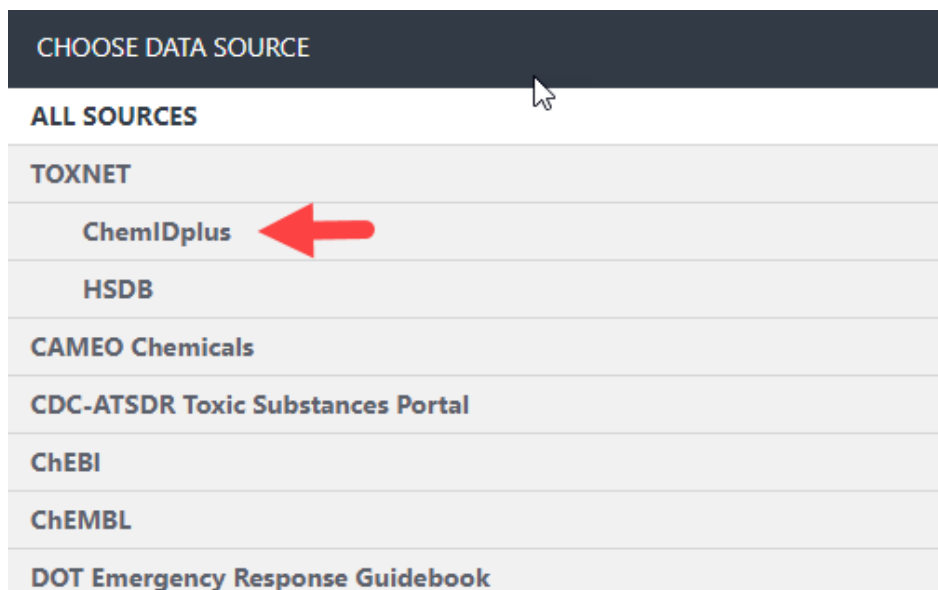 CHOOSE DATA SOURCE
ALL SOURCES
TOXNET
ChemIDplus
HSDB
CAMEO Chemicals
CDC-ATSDR Toxic Substances Portal
ChEBI
ChEMBL
DOT Emergency Response Guidebook